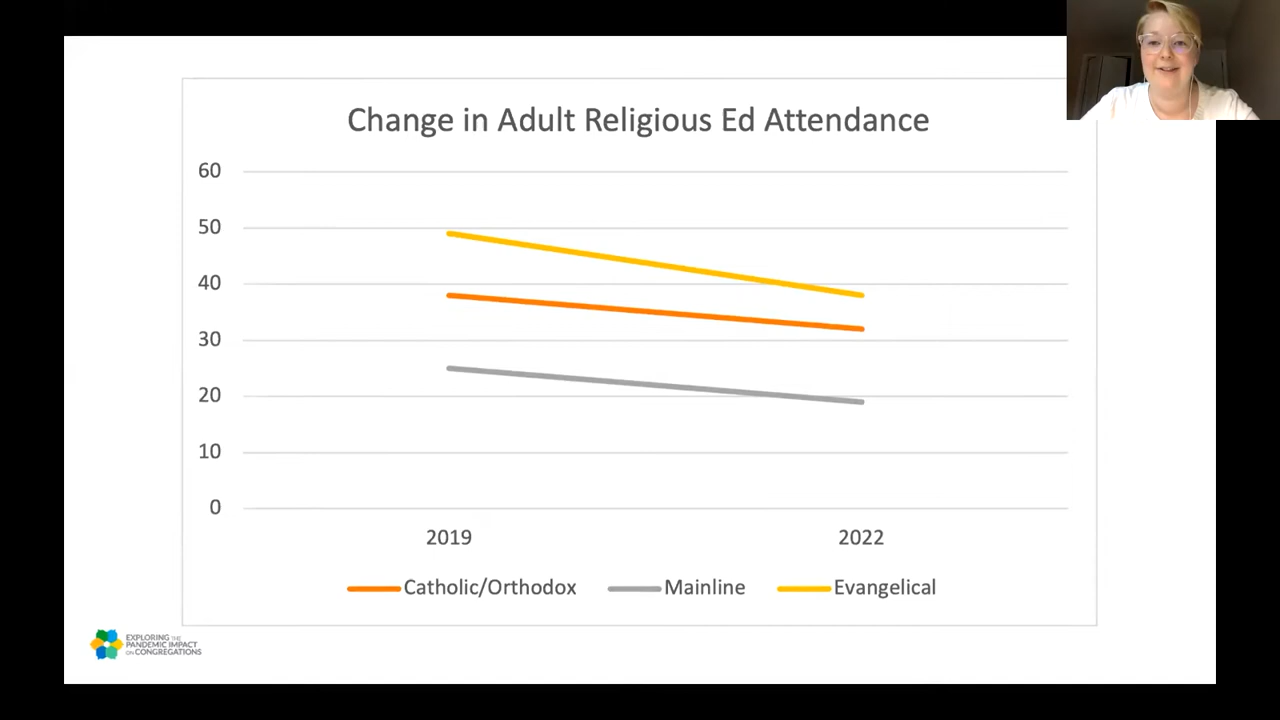 Change in Adult Religious Ed Attendance
60
50
40
30
20
10
0
2019 2022
Catholic/Orthodox Mainline Evangelical
EXPLORING THE
PANDEMIC IMPACT
ON CONGREGATIONS